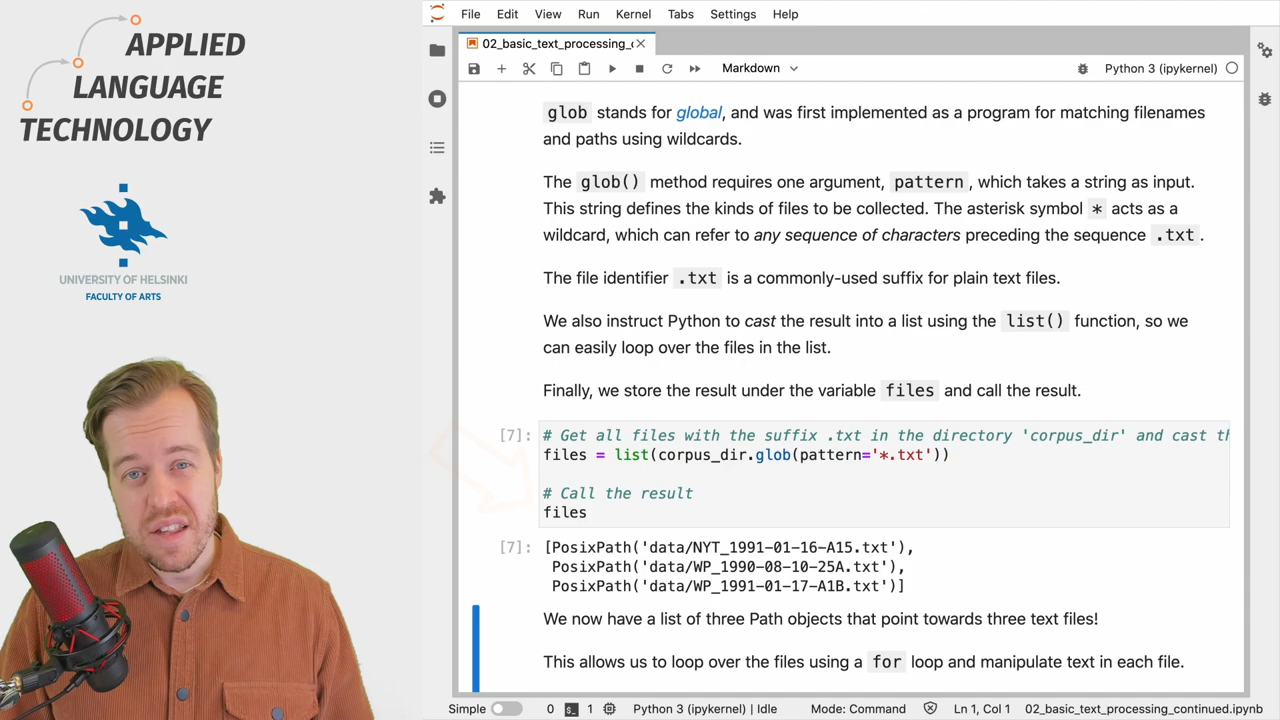 APPLIED
LANGUAGE
TECHNOLOGY
UNIVERSITY OF HELSINKI
FACULTY OF ARTS
File Edit View Run Kernel Tabs Settings Help
02_basic_text_processing_c
Markdown
Python 3 (ipykernel)
glob stands for global, and was first implemented as a program for matching filenames
and paths using wildcards.
The glob() method requires one argument, pattern, which takes a string as input.
This string defines the kinds of files to be collected. The asterisk symbol * acts as a
wildcard, which can refer to any sequence of characters preceding the sequence .txt.
The file identifier .txt is a commonly-used suffix for plain text files.
We also instruct Python to cast the result into a list using the list() function, so we
can easily loop over the files in the list.
Finally, we store the result under the variable files and call the result.
[7]: # Get all files with the suffix .txt in the directory 'corpus_dir' and cast th
files = list(corpus_dir.glob(pattern='*.txt'))
# Call the result
files
[7]: [PosixPath('data/NYT_1991-01-16-A15.txt'),
PosixPath('data/WP_1990-08-10-25A.txt'),
PosixPath('data/WP_1991-01-17-A1B.txt')]
We now have a list of three Path objects that point towards three text files!
This allows us to loop over the files using a for loop and manipulate text in each file.
Simple 0 1 Python 3 (ipykernel) | Idle Mode: Command Ln 1, Col 1 02_basic_text_processing_continued.ipynb